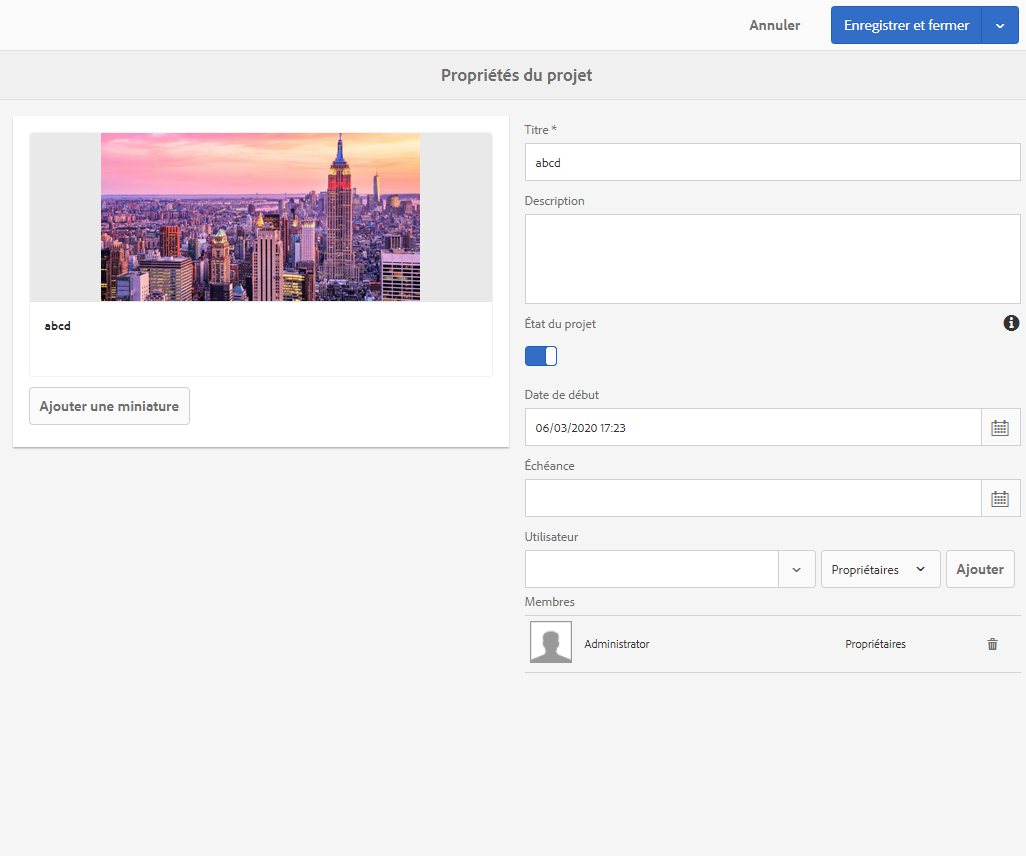 Annuler
Enregistrer et fermer
Propriétés du projet
abcd
Ajouter une miniature
Titre *
abcd
Description
État du projet
Date de début
06/03/2020 17:23
Échéance
Utilisateur
Propriétaires
Ajouter
Membres
Administrator
Propriétaires